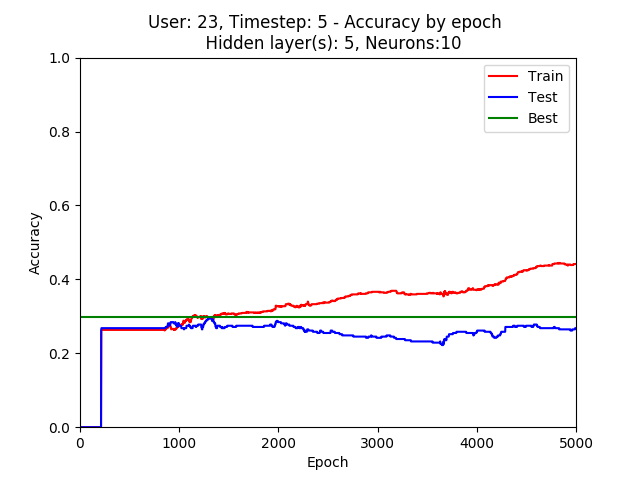 User: 23, Timestep: 5 - Accuracy by epoch
Hidden layer(s): 5, Neurons:10
Train
Test
Best
1.0
0.8
0.6
0.4
0.2
0.0
Accuracy
0 1000 2000 3000 4000 5000
Epoch